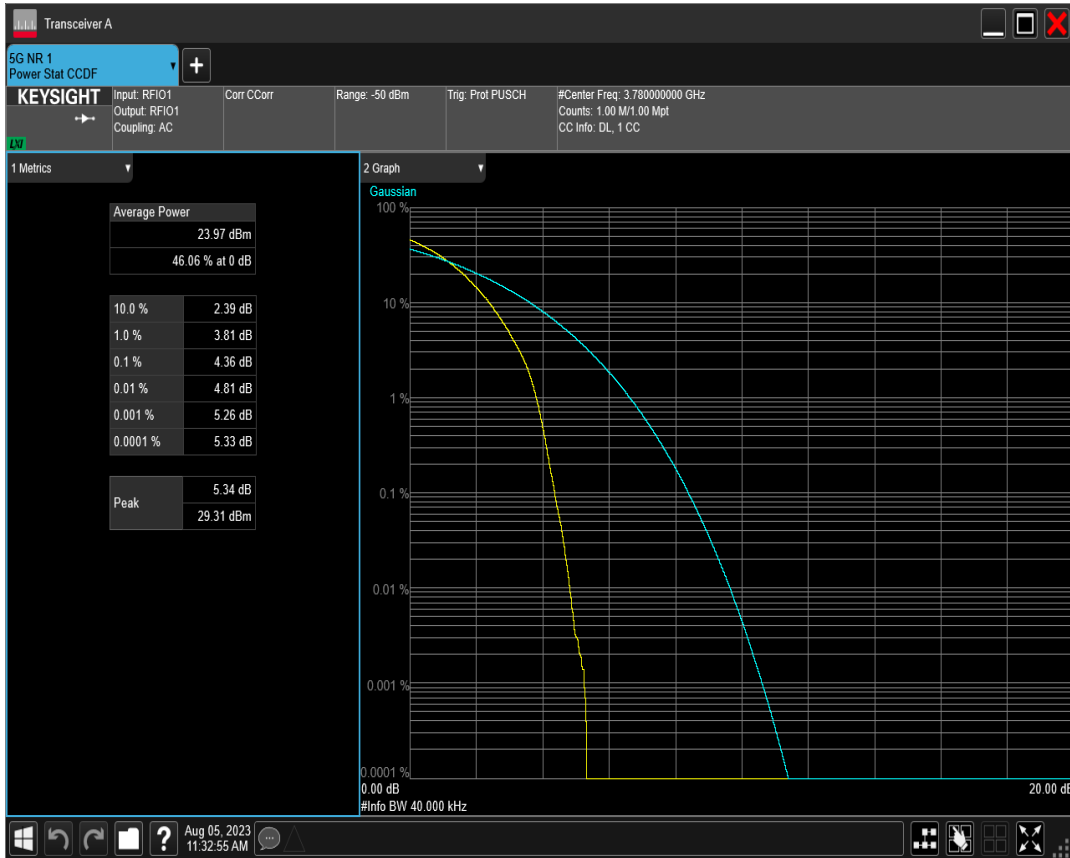 Transceiver A
5G NR 1
Power Stat CCDF
+
KEYSIGHT
LXI
Input: RFIO1
Output: RFIO1
Coupling: AC
Corr CCorr
Range: -50 dBm
Trig: Prot PUSCH
#Center Freq: 3.780000000 GHz
Counts: 1.00 M/1.00 Mpt
CC Info: DL, 1 CC
1 Metrics
Average Power
23.97 dBm
46.06 % at 0 dB
10.0 % 2.39 dB
1.0 % 3.81 dB
0.1 % 4.36 dB
0.01 % 4.81 dB
0.001 % 5.26 dB
0.0001 % 5.33 dB
Peak
5.34 dB
29.31 dBm
2 Graph
Gaussian
100 %
10 %
1 %
0.1 %
0.01 %
0.001 %
0.0001 %
0.00 dB 20.00 dB
#Info BW 40.000 kHz
?
Aug 05, 2023
11:32:55 AM